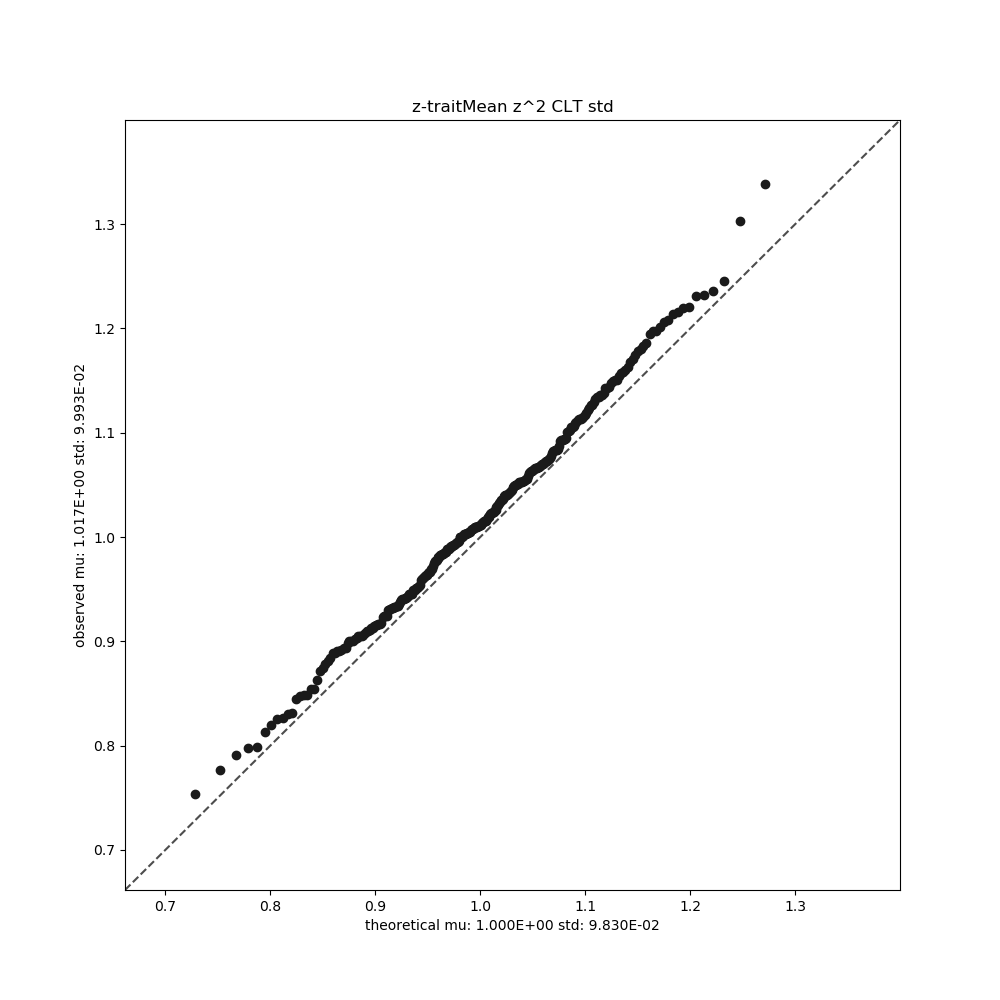 z-traitMean z^2 CLT std
observed mu: 1.017E+00 std: 9.993E-02
1.3
1.2
1.1
1.0
0.9
0.8
0.7
0.7 0.8 0.9 1.0 1.1 1.2 1.3
theoretical mu: 1.000E+00 std: 9.830E-02